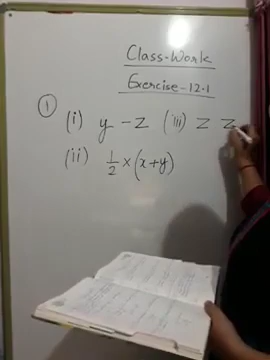 Class-Work
Exercise-12.1
① (i) y - z (iii) z z
(ii) 1/2 × (x+y)